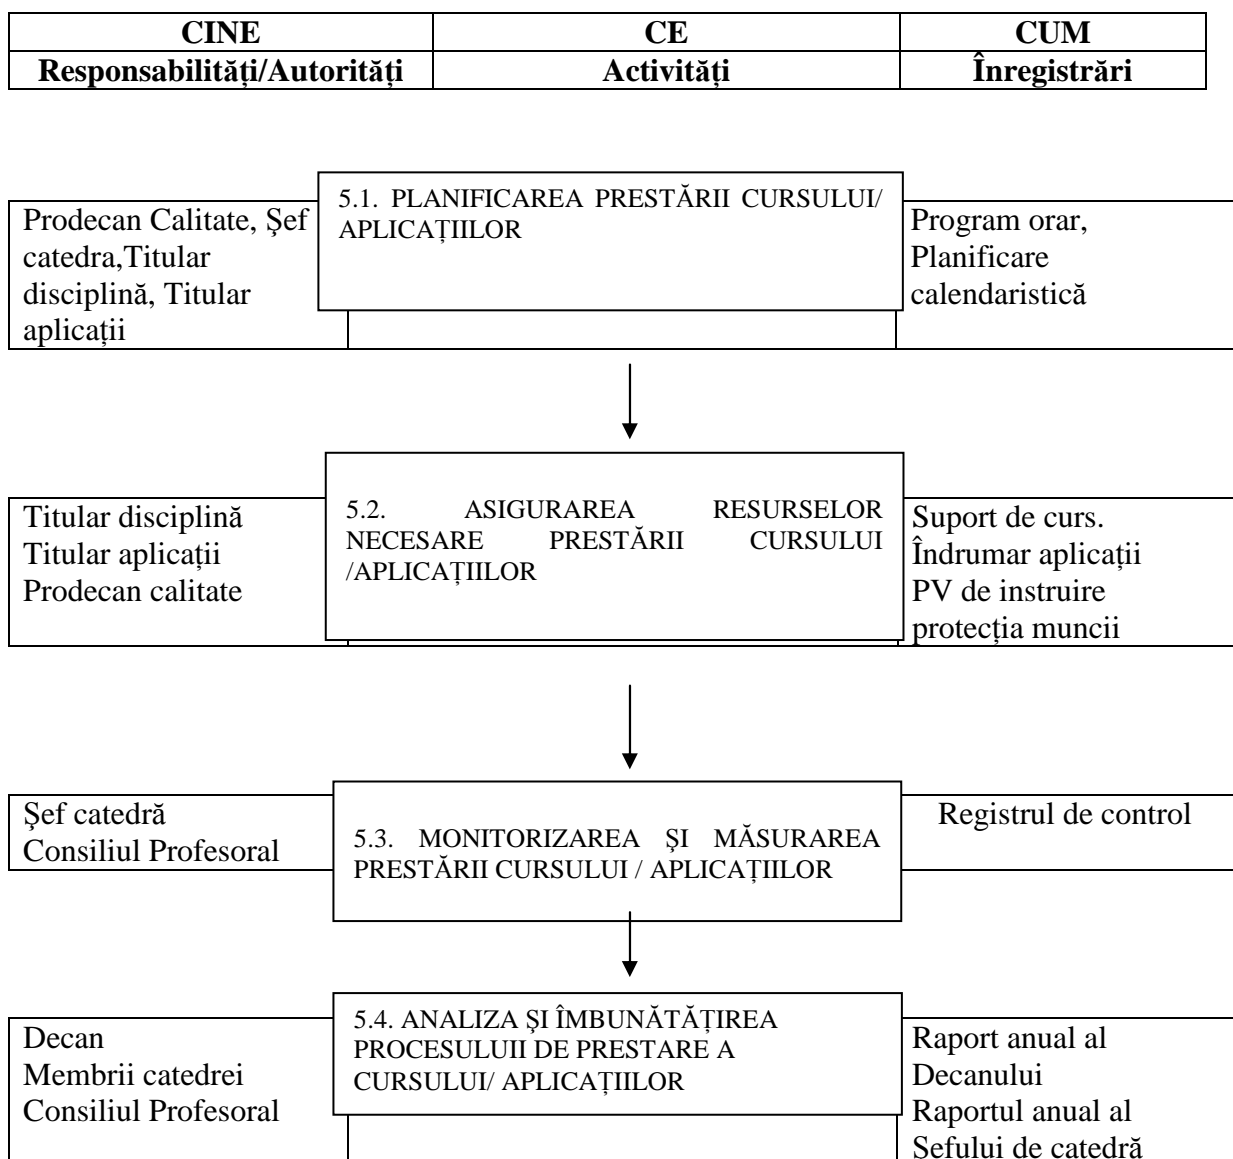 CINE CE CUM
Responsabilități/Autorități Activități Înregistrări
Prodecan Calitate, Şef
catedra,Titular
disciplină, Titular
aplicații
5.1. PLANIFICAREA PRESTĂRII CURSULUI/
APLICAȚIILOR
Program orar,
Planificare
calendaristică
Titular disciplină
Titular aplicații
Prodecan calitate
5.2. ASIGURAREA RESURSELOR
NECESARE PRESTĂRII CURSULUI
/APLICAȚIILOR
Suport de curs.
Îndrumar aplicații
PV de instruire
protecția muncii
Şef catedră
Consiliul Profesoral
5.3. MONITORIZAREA ŞI MĂSURAREA
PRESTĂRII CURSULUI / APLICAȚIILOR
Registrul de control
Decan
Membrii catedrei
Consiliul Profesoral
5.4. ANALIZA ŞI ÎMBUNĂTĂȚIREA
PROCESULUII DE PRESTARE A
CURSULUI/ APLICAȚIILOR
Raport anual al
Decanului
Raportul anual al
Sefului de catedră